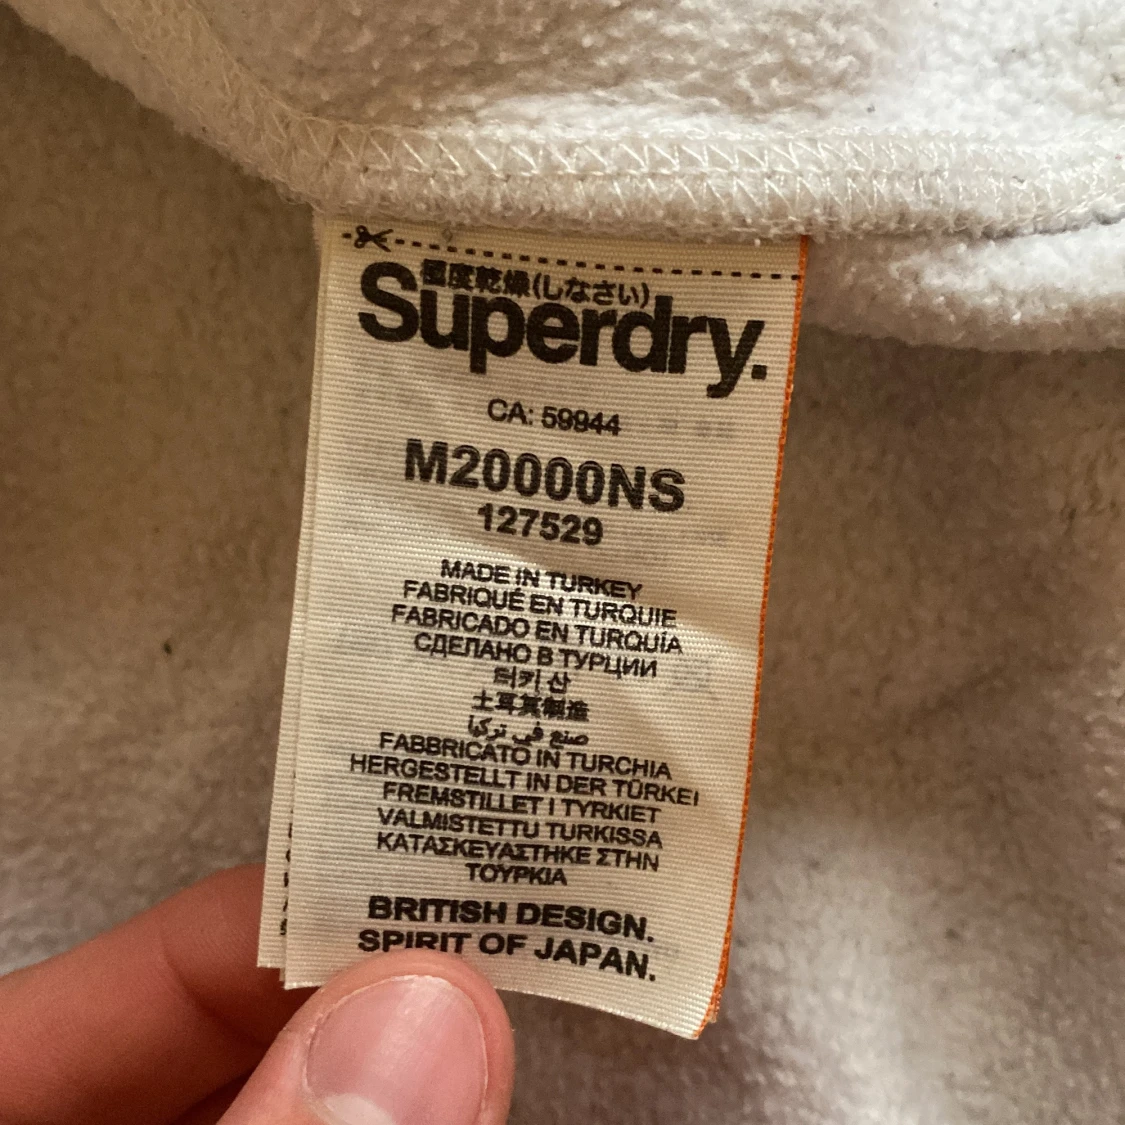 極度乾燥(しなさい)
Superdry.
CA: 59944
M20000NS
127529
MADE IN TURKEY
FABRIQUÉ EN TURQUIE
FABRICADO EN TURQUÍA
СДЕЛАНО В ТУРЦИИ
터키 산
土耳其制造
صنع في تركيا
FABBRICATO IN TURCHIA
HERGESTELLT IN DER TÜRKEI
FREMSTILLET I TYRKIET
VALMISTETTU TURKISSA
ΚΑΤΑΣΚΕΥΑΣΤΗΚΕ ΣΤΗΝ
ΤΟΥΡΚΙΑ
BRITISH DESIGN.
SPIRIT OF JAPAN.